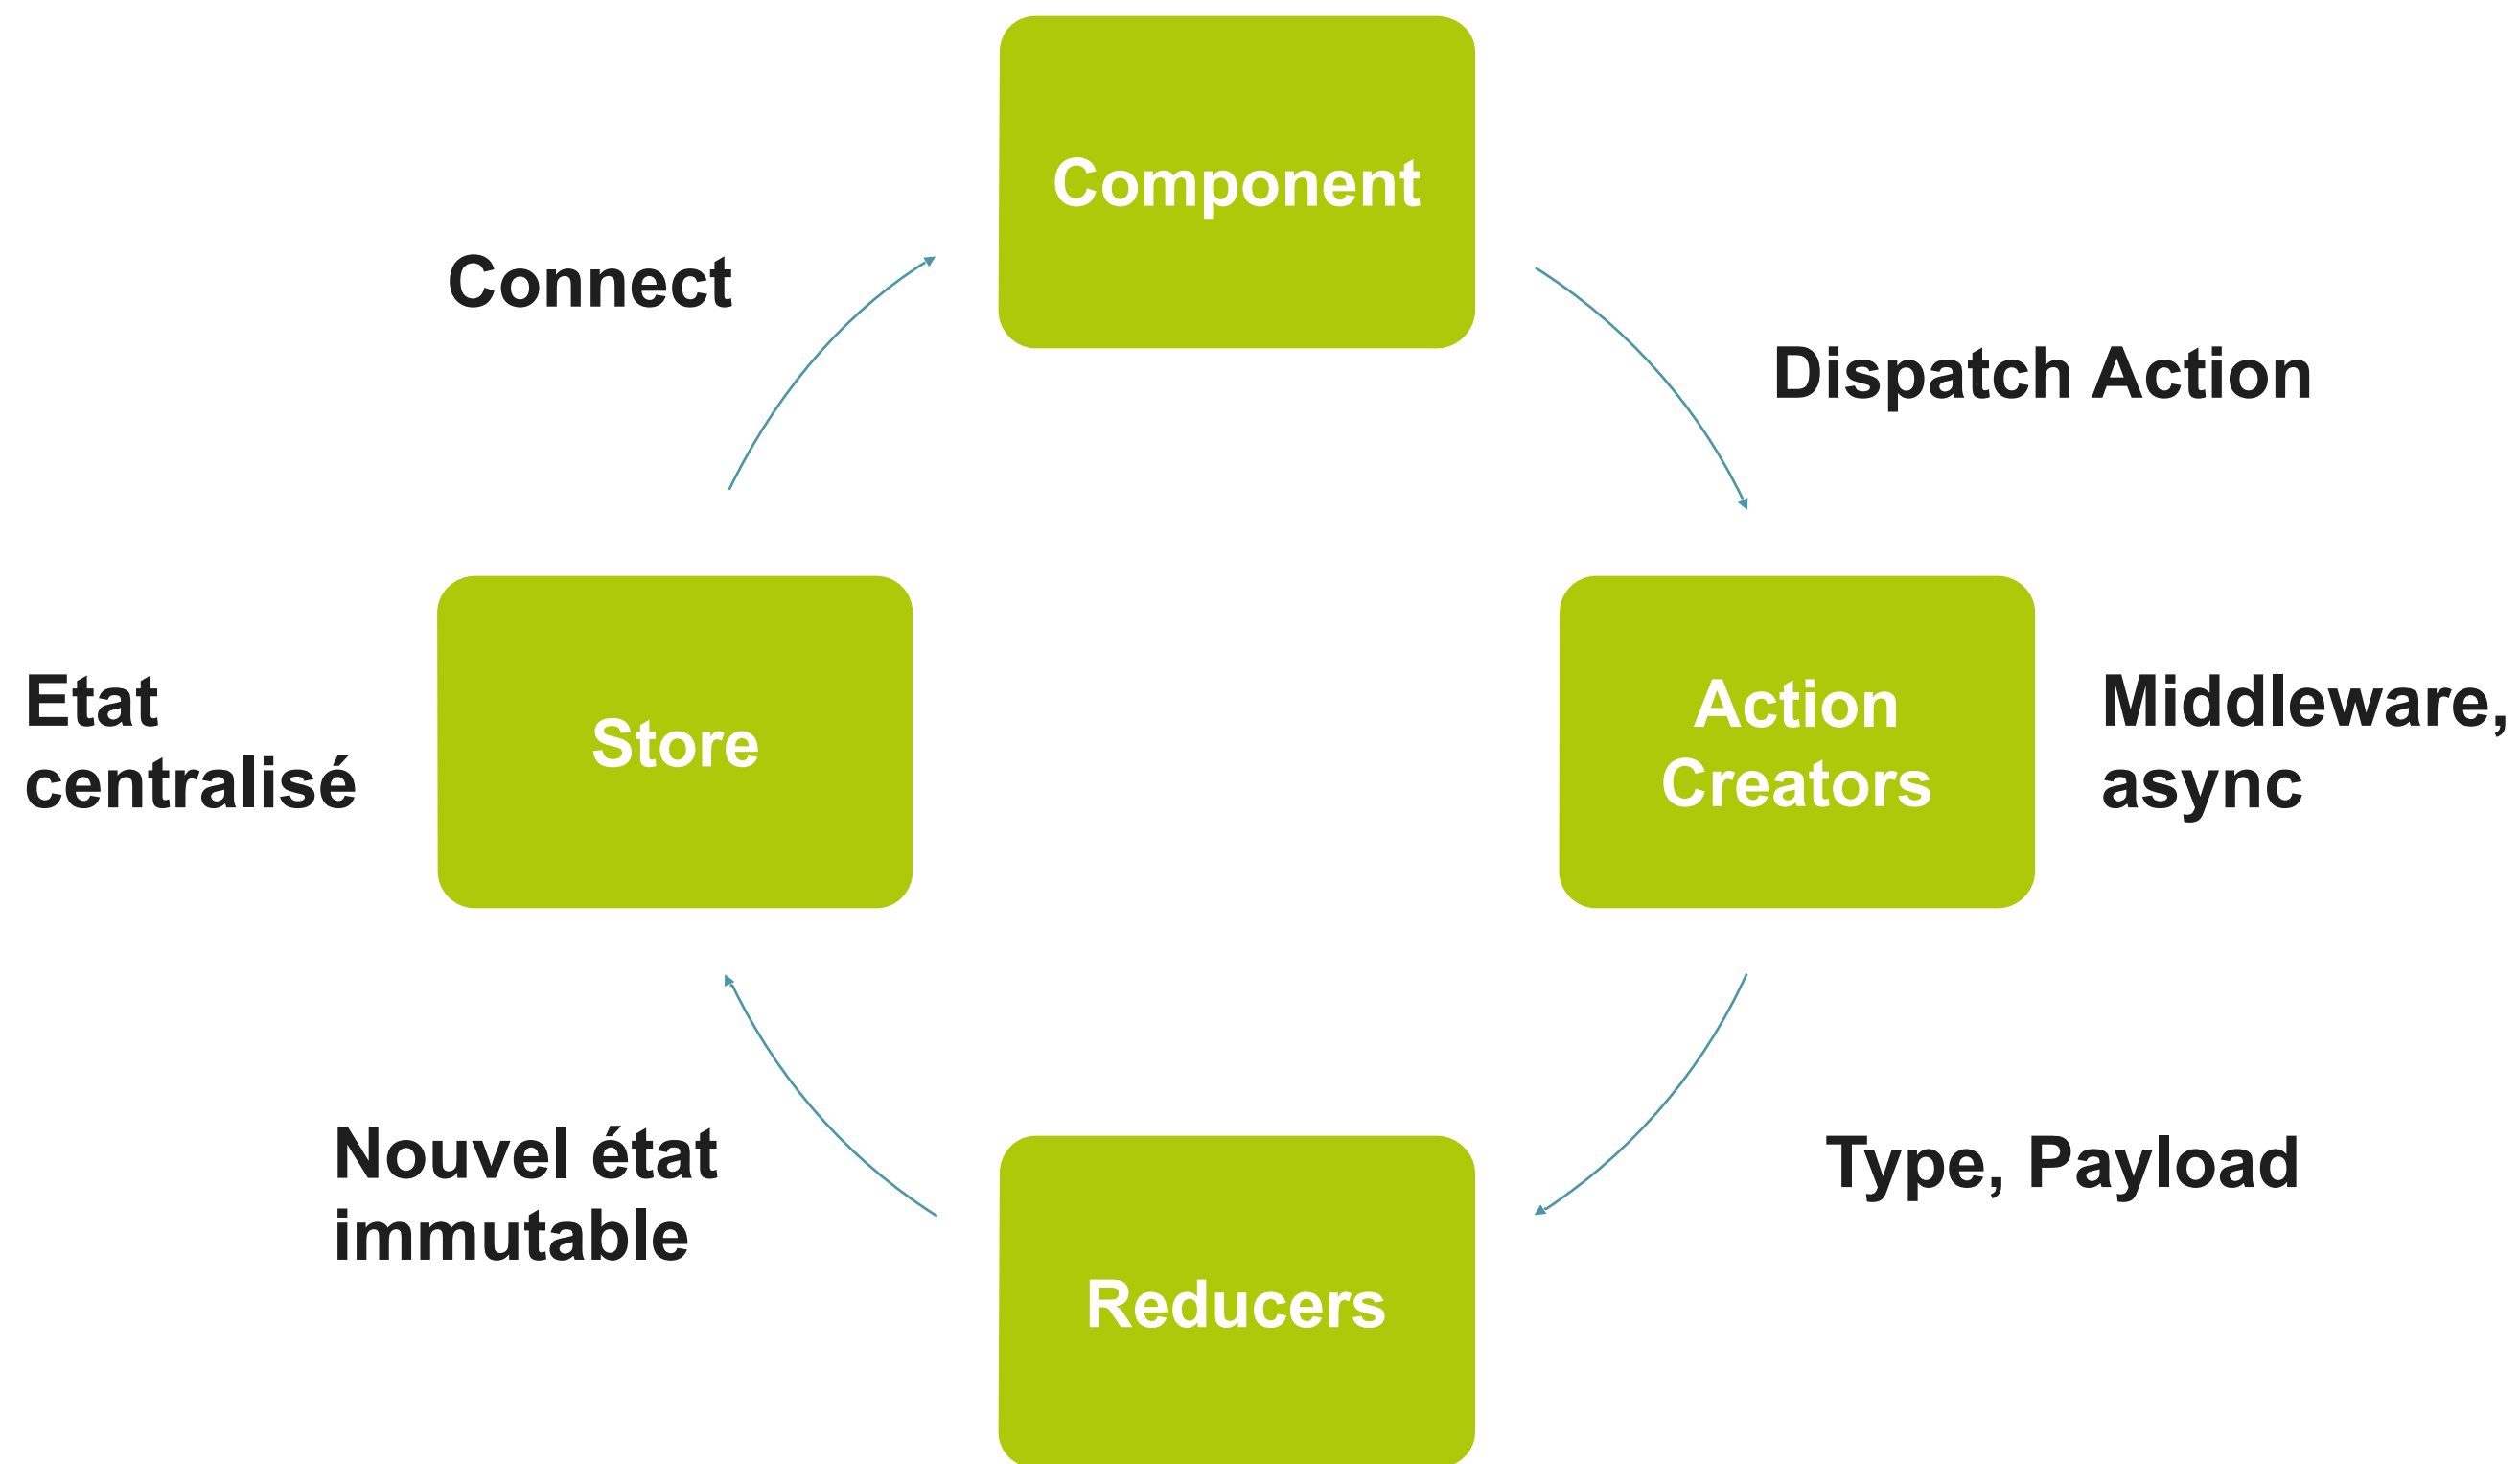 Component
Connect
Dispatch Action
Etat
centralisé
Store
Action
Creators
Middleware,
async
Nouvel état
immutable
Type, Payload
Reducers